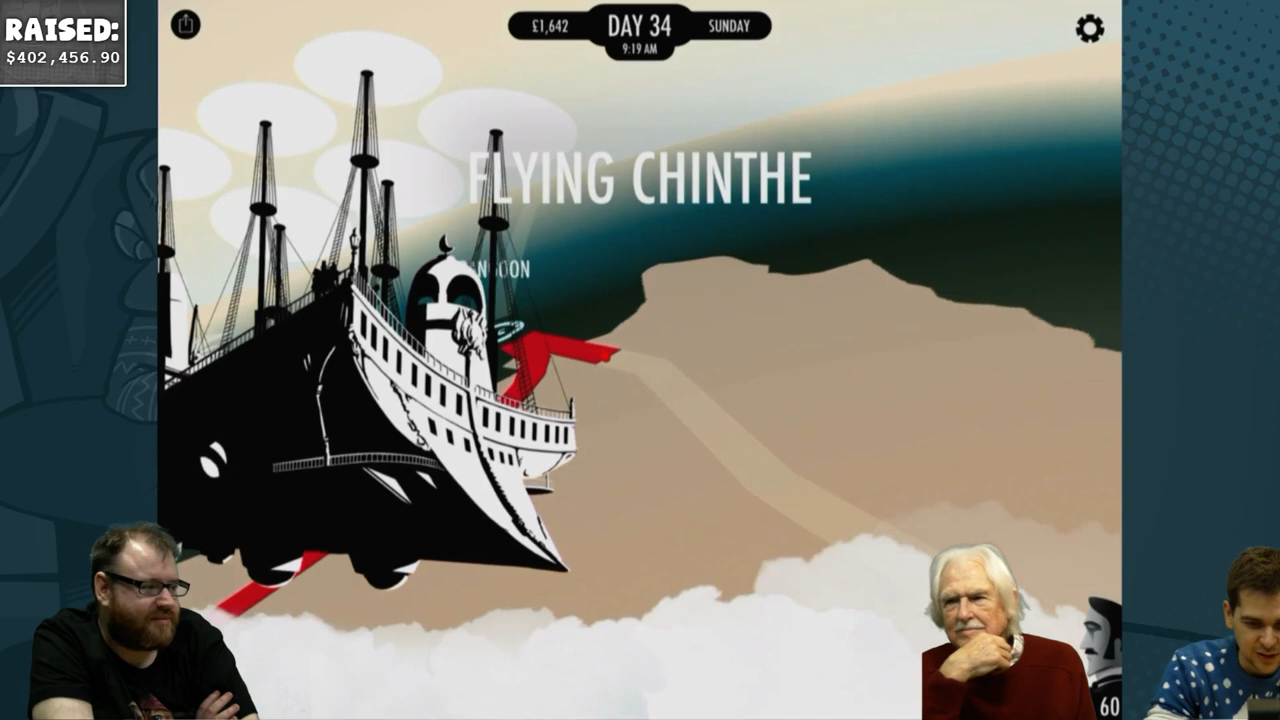 RAISED:
$402,456.90
£1,642
DAY 34
SUNDAY
9:19 AM
FLYING CHINTHE
60